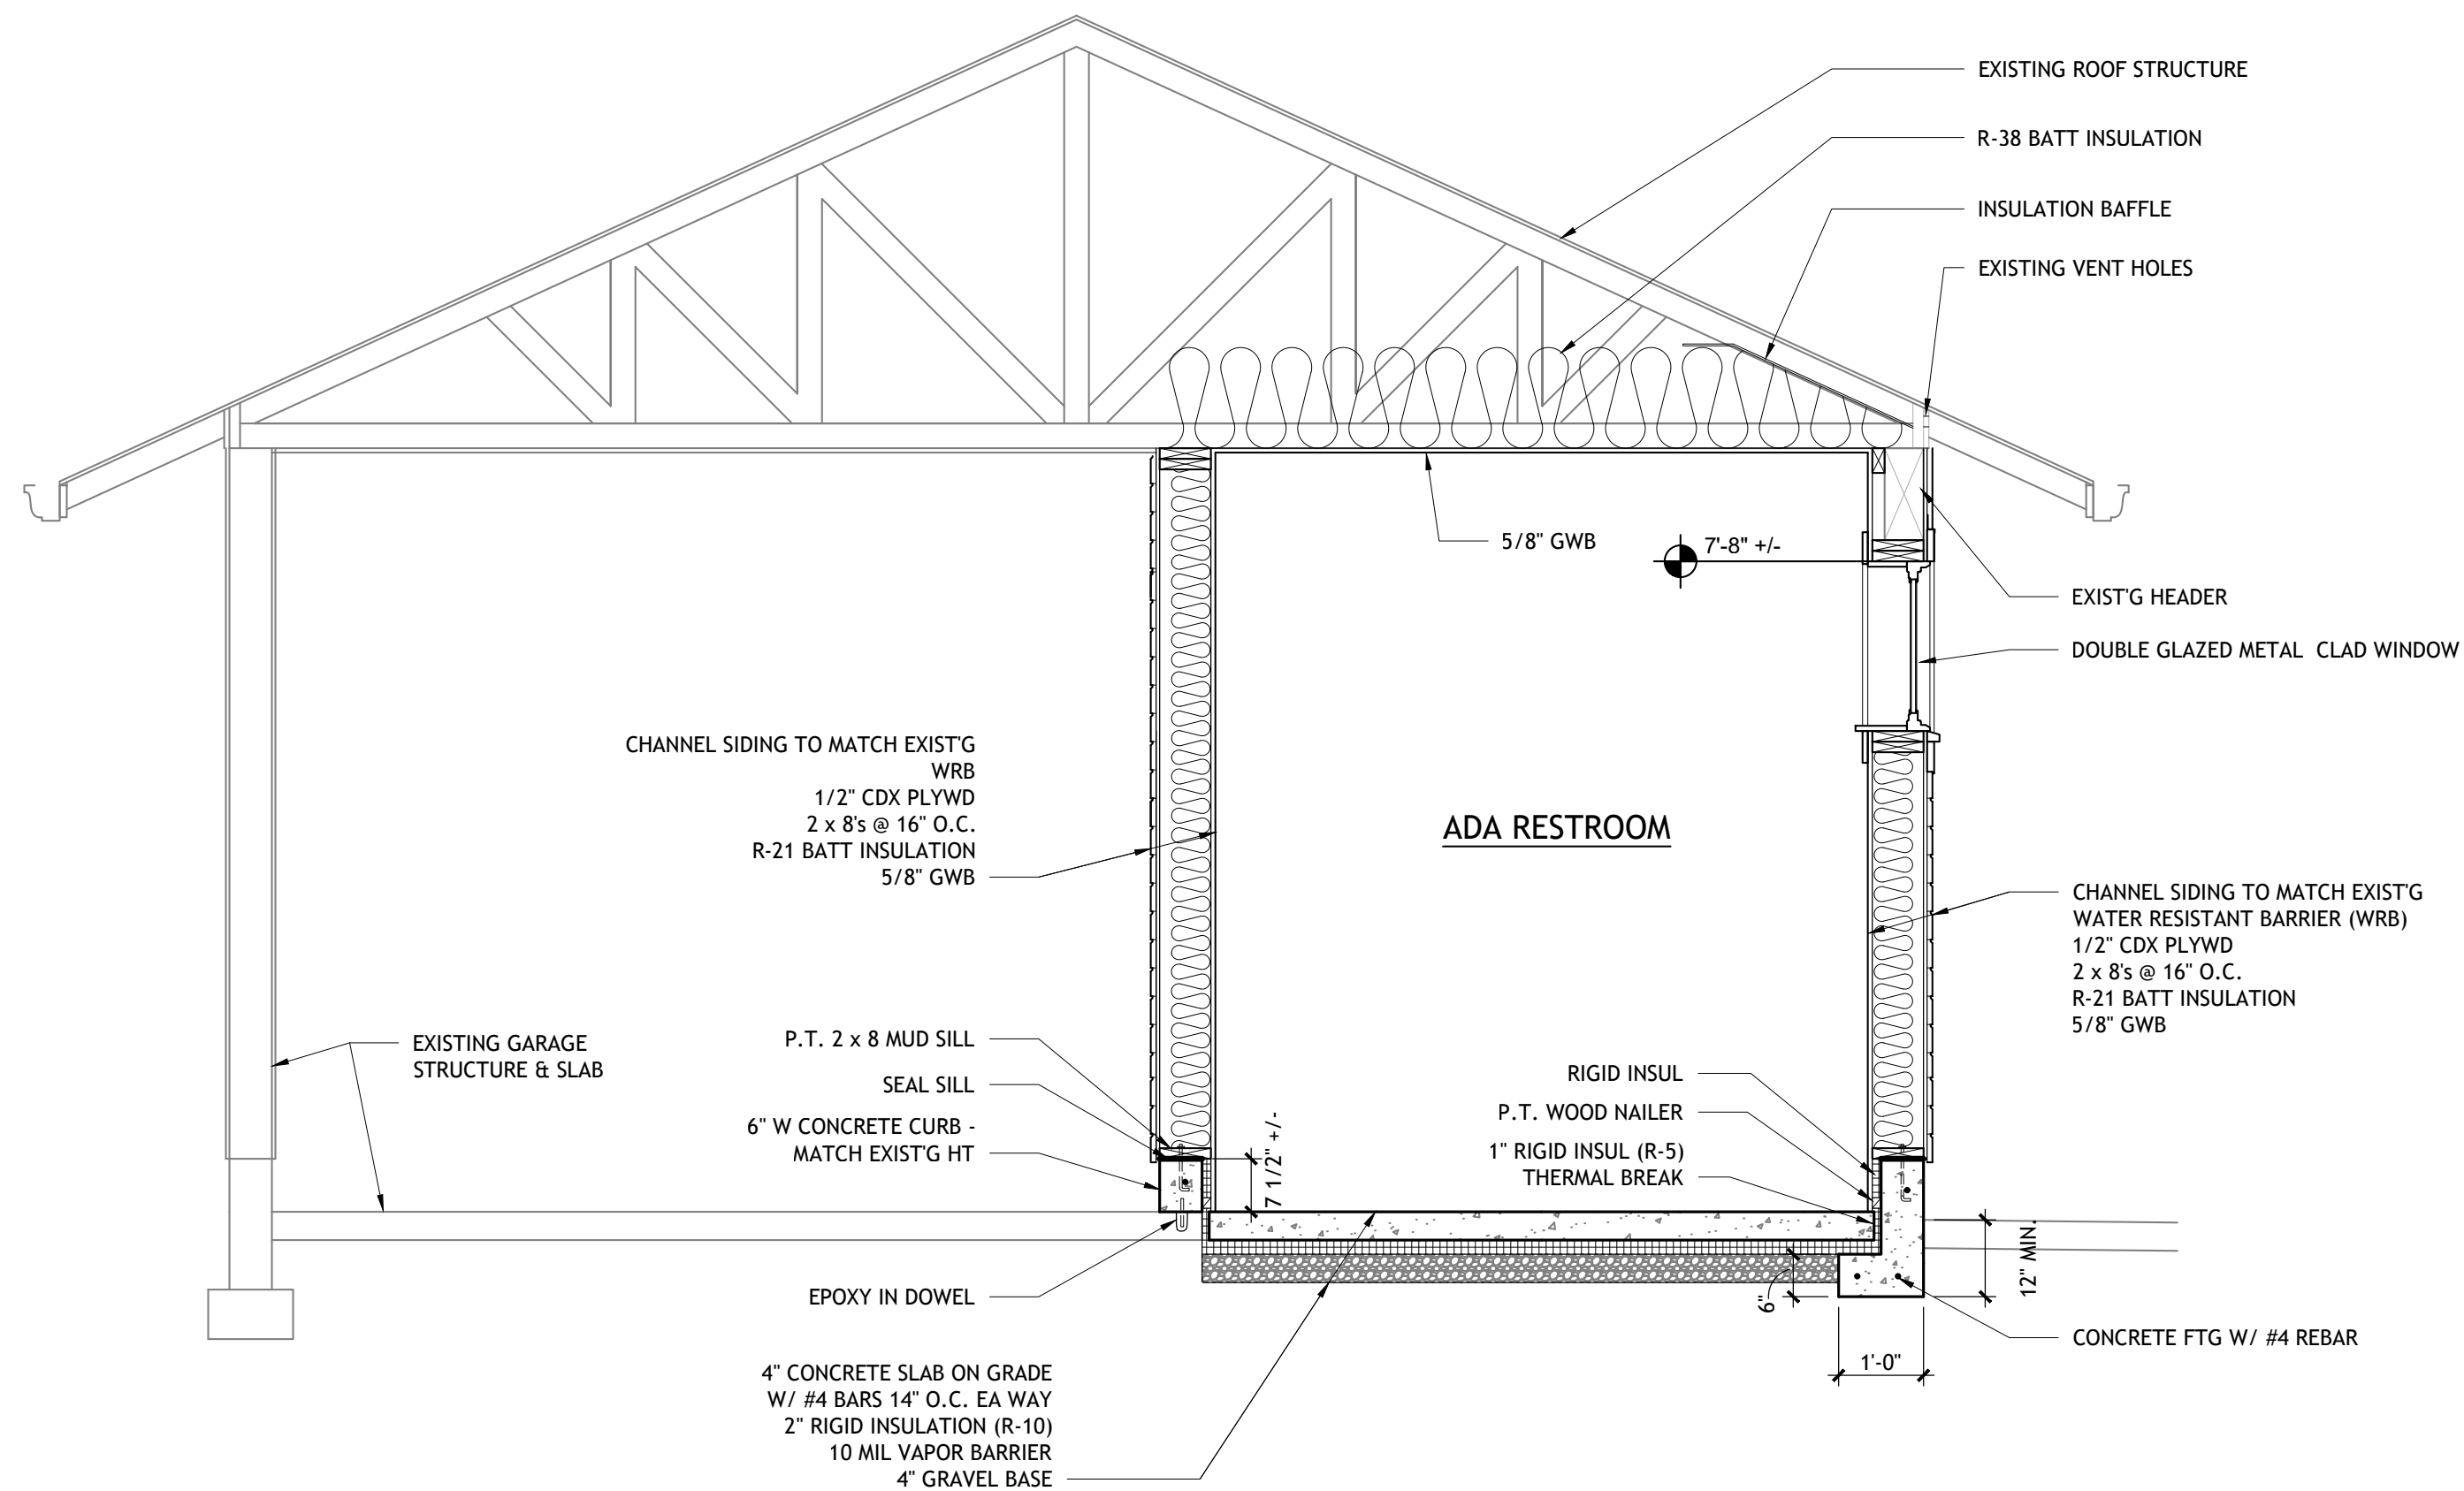 EXISTING ROOF STRUCTURE
R-38 BATT INSULATION
INSULATION BAFFLE
EXISTING VENT HOLES
5/8" GWB
7'-8" +/-
EXIST'G HEADER
DOUBLE GLAZED METAL CLAD WINDOW
CHANNEL SIDING TO MATCH EXIST'G
WRB
1/2" CDX PLYWD
2 x 8's @ 16" O.C.
R-21 BATT INSULATION
5/8" GWB
ADA RESTROOM
CHANNEL SIDING TO MATCH EXIST'G
WATER RESISTANT BARRIER (WRB)
1/2" CDX PLYWD
2 x 8's @ 16" O.C.
R-21 BATT INSULATION
5/8" GWB
EXISTING GARAGE
STRUCTURE & SLAB
P.T. 2 x 8 MUD SILL
SEAL SILL
6" W CONCRETE CURB -
MATCH EXIST'G HT
7 1/2" +/-
RIGID INSUL
P.T. WOOD NAILER
1" RIGID INSUL (R-5)
THERMAL BREAK
12" MIN.
6"
EPOXY IN DOWEL
CONCRETE FTG W/ #4 REBAR
1'-0"
4" CONCRETE SLAB ON GRADE
W/ #4 BARS 14" O.C. EA WAY
2" RIGID INSULATION (R-10)
10 MIL VAPOR BARRIER
4" GRAVEL BASE